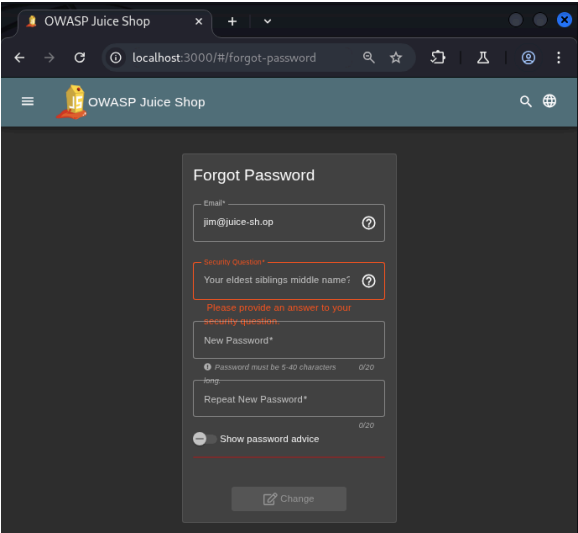 OWASP Juice Shop
localhost:3000/#/forgot-password
OWASP Juice Shop
Forgot Password
Email*
jim@juice-sh.op
Security Question*
Your eldest siblings middle name?
Please provide an answer to your
security question.
New Password*
Password must be 5-40 characters
long.
0/20
Repeat New Password*
0/20
Show password advice
Change